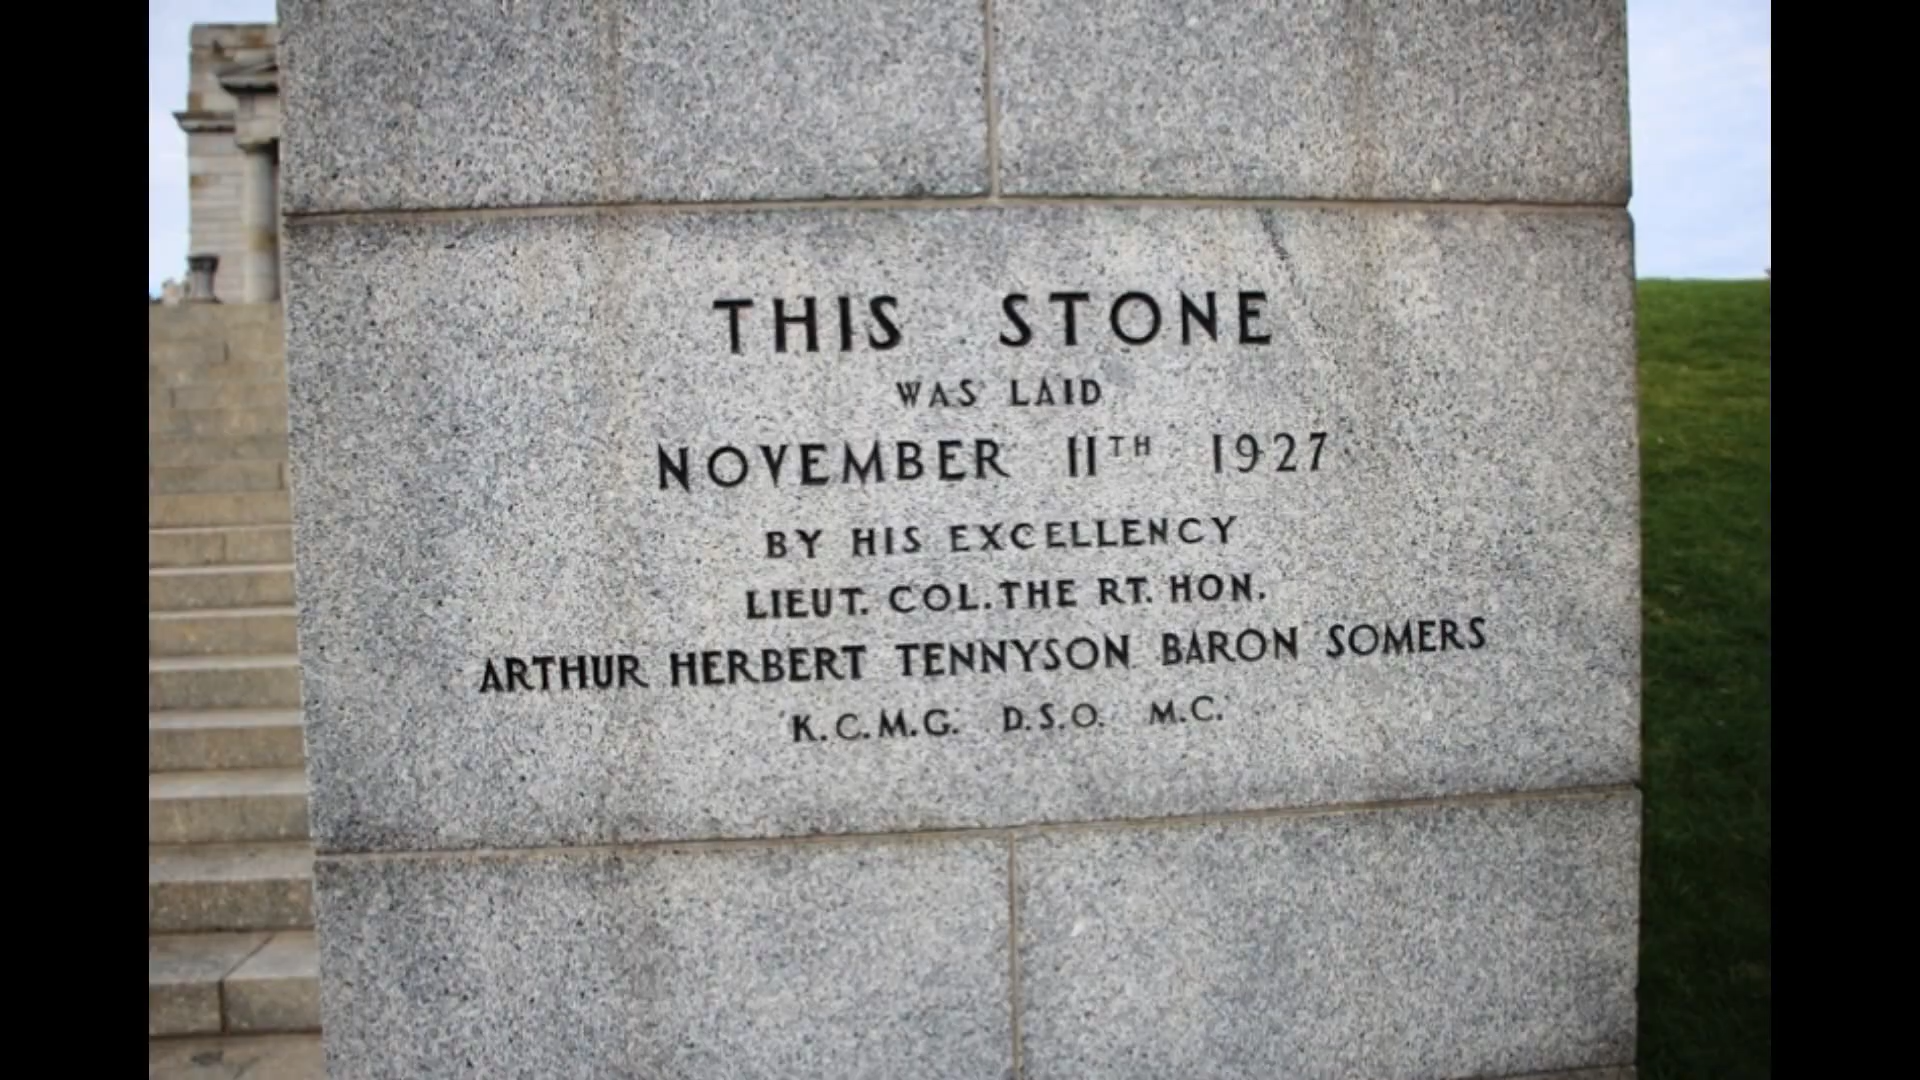 THIS STONE
WAS LAID
NOVEMBER 11TH 1927
BY HIS EXCELLENCY
LIEUT. COL. THE RT. HON.
ARTHUR HERBERT TENNYSON BARON SOMERS
K.C.M.G. D.S.O. M.C.